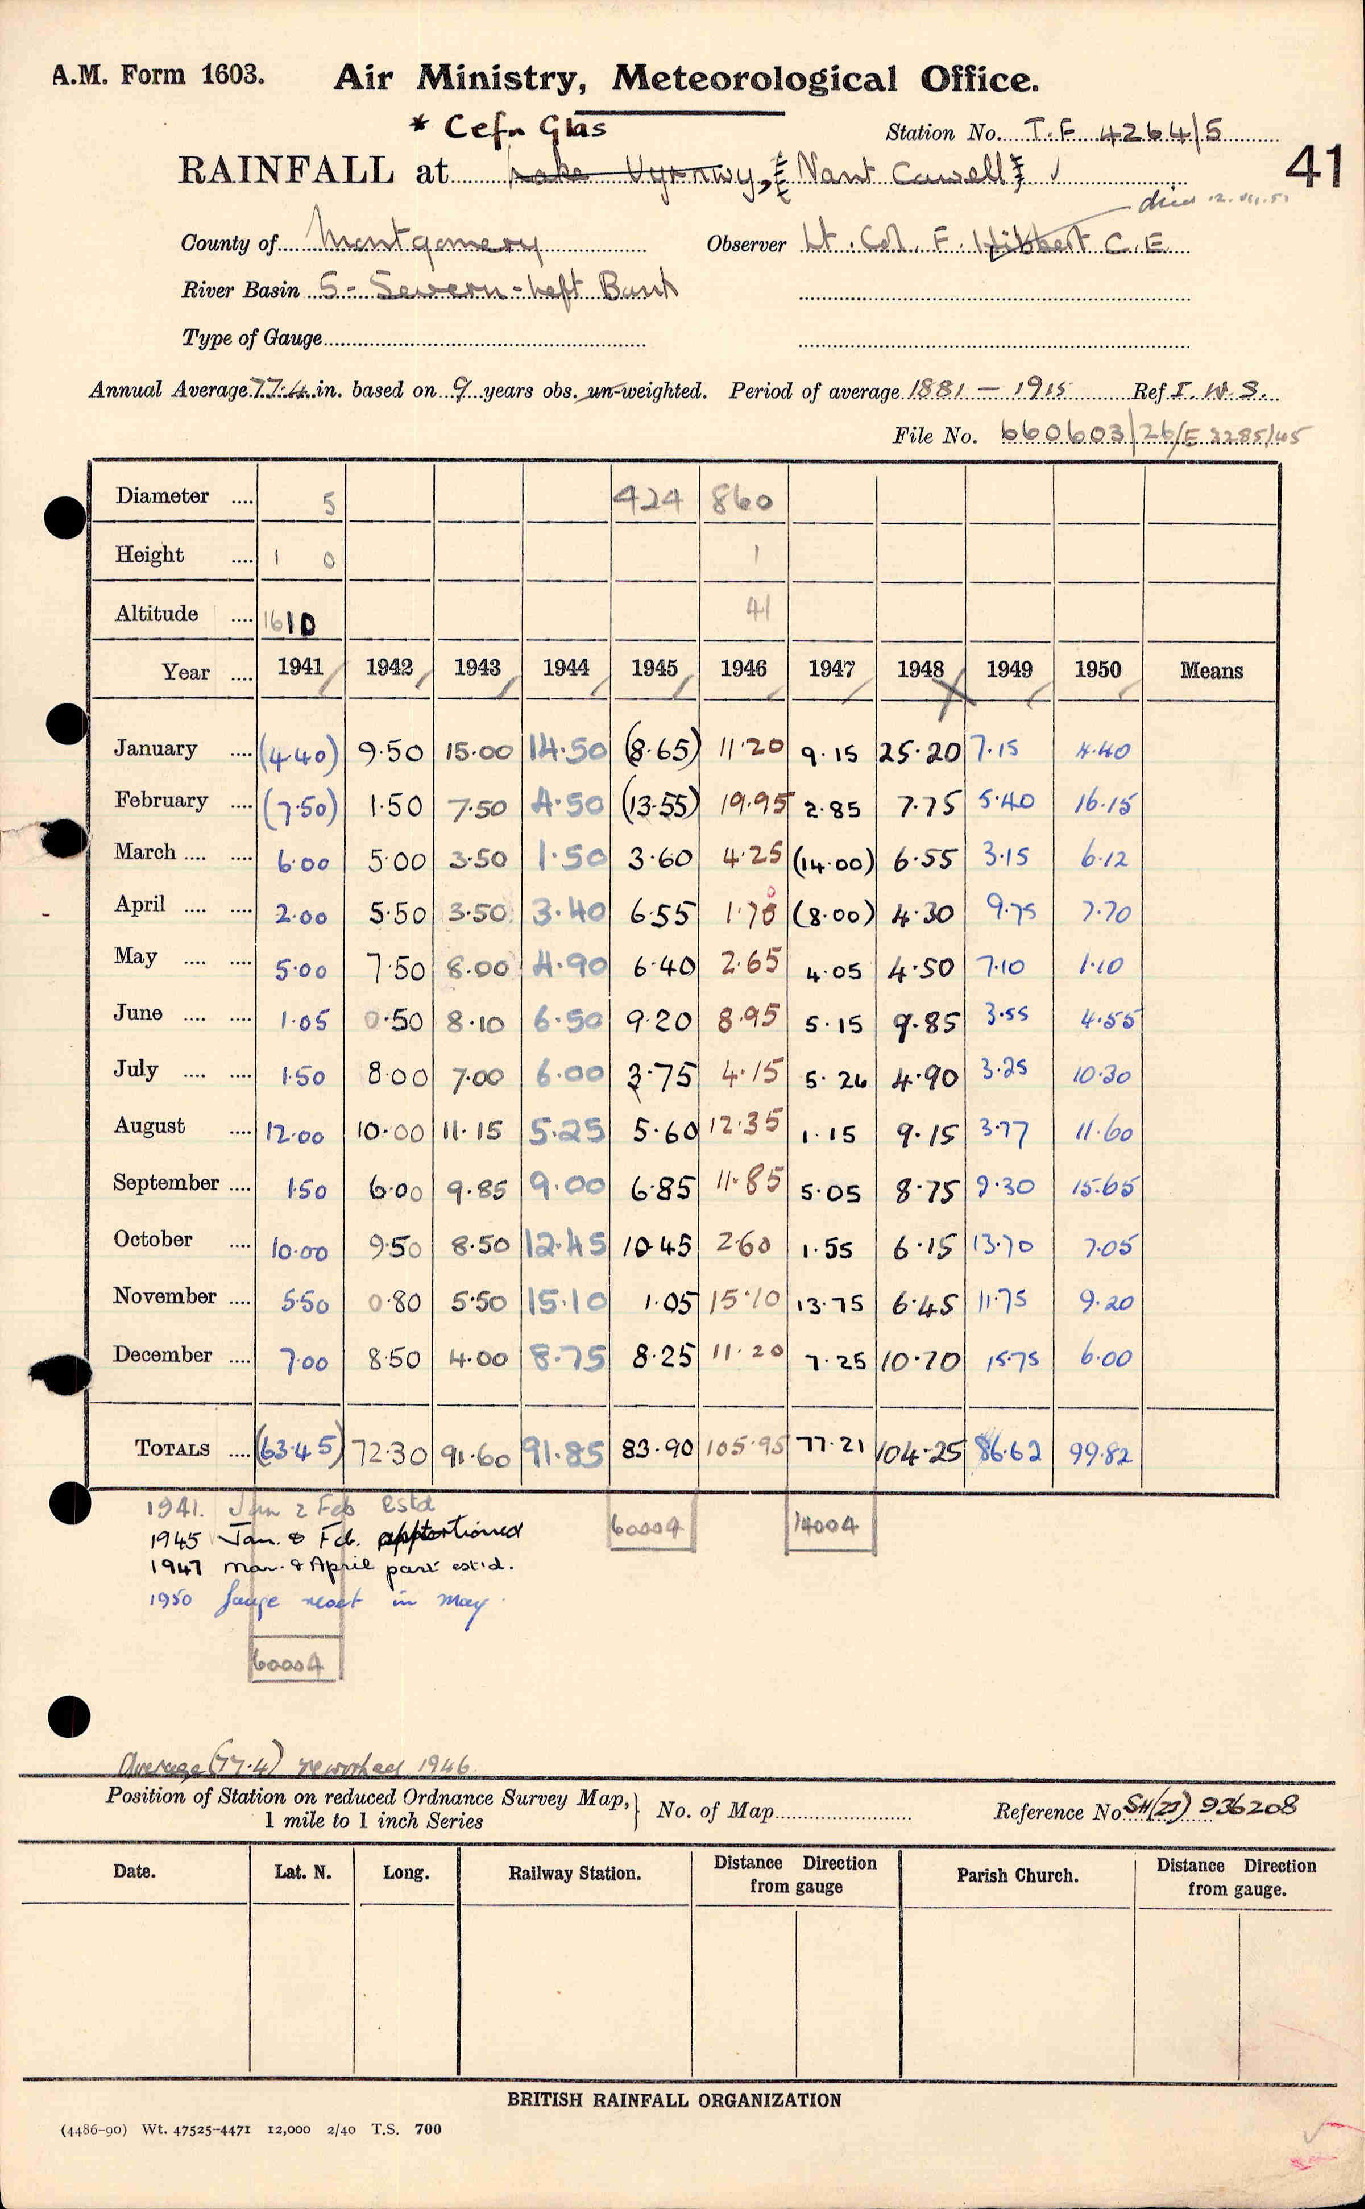 A.M. Form 1603. Air Ministry, Meteorological Office.
* Cefn Glas
Station No. T.F 4264/5
41
RAINFALL at Lake Vyrnwy, Nant Cawell
died
County of Montgomery Observer Lt. Col. F. Hibbert C.E
River Basin 5 - Severn - Left Bank
Type of Gauge
Annual Average 77.4 in. based on 9 years obs. un-weighted. Period of average 1881 - 1915 Ref I. W. S.
File No. 660603/26/E 3285/45
Diameter .... 5 424 860
Height .... 1 0 1
Altitude .... 1610 41
Year .... 1941 1942 1943 1944 1945 1946 1947 1948 1949 1950 Means
January .... (4.40) 9.50 15.00 14.50 (8.65) 11.20 9.15 25.20 7.15 4.40
February .... (7.50) 1.50 7.50 4.50 (13.55) 19.95 2.85 7.75 5.40 16.15
March .... .... 6.00 5.00 3.50 1.50 3.60 4.25 (14.00) 6.55 3.15 6.12
April .... .... 2.00 5.50 3.50 3.40 6.55 1.70 (8.00) 4.30 9.75 7.70
May .... .... 5.00 7.50 8.00 4.90 6.40 2.65 4.05 4.50 7.10 1.10
June .... .... 1.05 0.50 8.10 6.50 9.20 8.95 5.15 9.85 3.55 4.55
July .... .... 1.50 8.00 7.00 6.00 3.75 4.15 5.26 4.90 3.25 10.30
August .... 12.00 10.00 11.15 5.25 5.60 12.35 1.15 9.15 3.77 11.60
September .... 1.50 6.00 9.85 9.00 6.85 11.85 5.05 8.75 9.30 15.65
October .... 10.00 9.50 8.50 12.45 10.45 2.60 1.55 6.15 13.70 7.05
November .... 5.50 0.80 5.50 15.10 1.05 15.10 13.75 6.45 11.75 9.20
December .... 7.00 8.50 4.00 8.75 8.25 11.20 7.25 10.70 15.75 6.00
TOTALS .... (63.45) 72.30 91.60 91.85 83.90 105.95 77.21 104.25 86.62 99.82
1941. Jan & Feb Estd
1945 Jan. & Feb. apportioned 60004 14004
1947 Mar. & April part est'd.
1950 Gauge reset in May
60004
Average (77.4) reworked 1946
Position of Station on reduced Ordnance Survey Map, 1 mile to 1 inch Series } No. of Map Reference No. SH(23) 936208
Date. Lat. N. Long. Railway Station. Distance Direction from gauge Parish Church. Distance Direction from gauge.
BRITISH RAINFALL ORGANIZATION
(4486-90) Wt. 47525-4471 12,000 2/40 T.S. 700